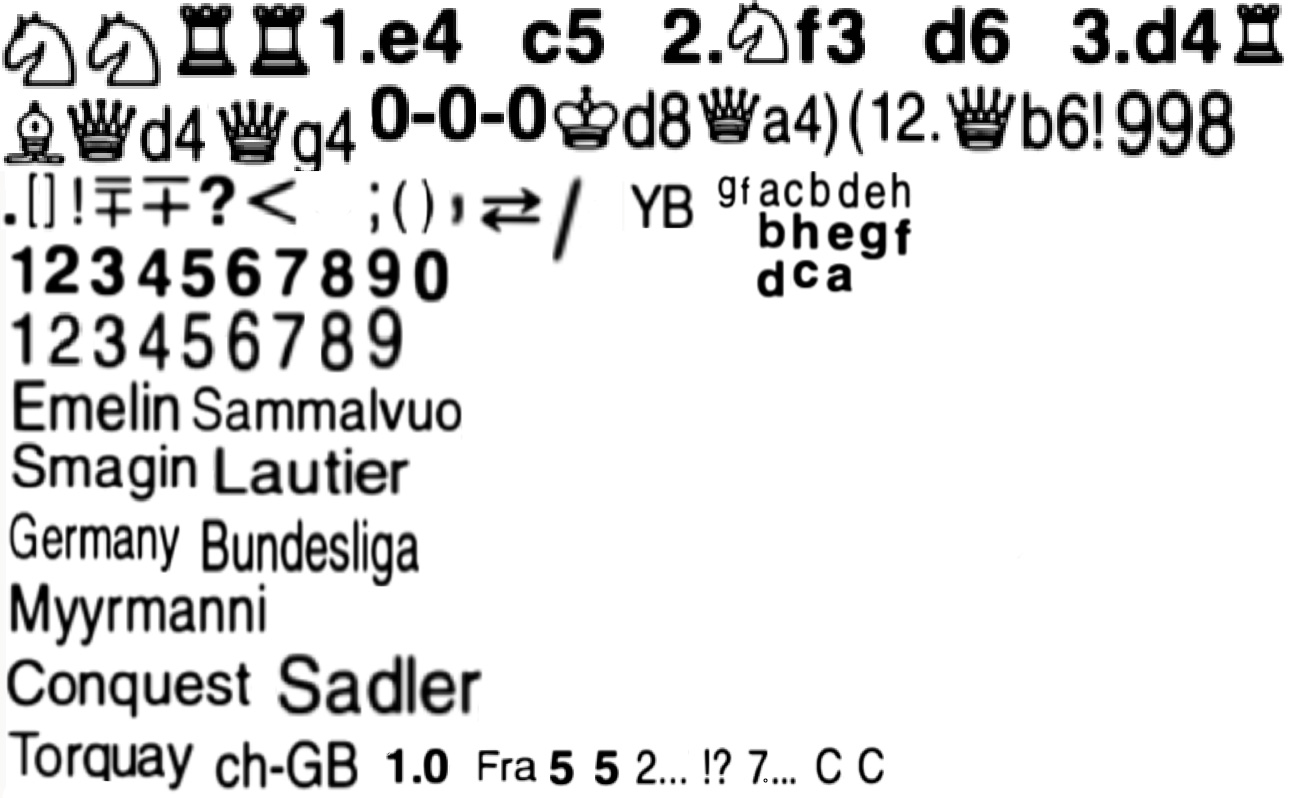 ♘♘♜♜1.e4 c5 2.♘f3 d6 3.d4♖
♗♛d4 ♛g4 0-0-0♔d8♛a4)(12.♛b6!998
.[]!∓∓?< ;(),⇄/ YB gfacbdeh
bhegf
dca
1234567890
123456789
Emelin Sammalvuo
Smagin Lautier
Germany Bundesliga
Myyrmanni
Conquest Sadler
Torquay ch-GB 1.0 Fra 5 5 2... !? 7.... C C